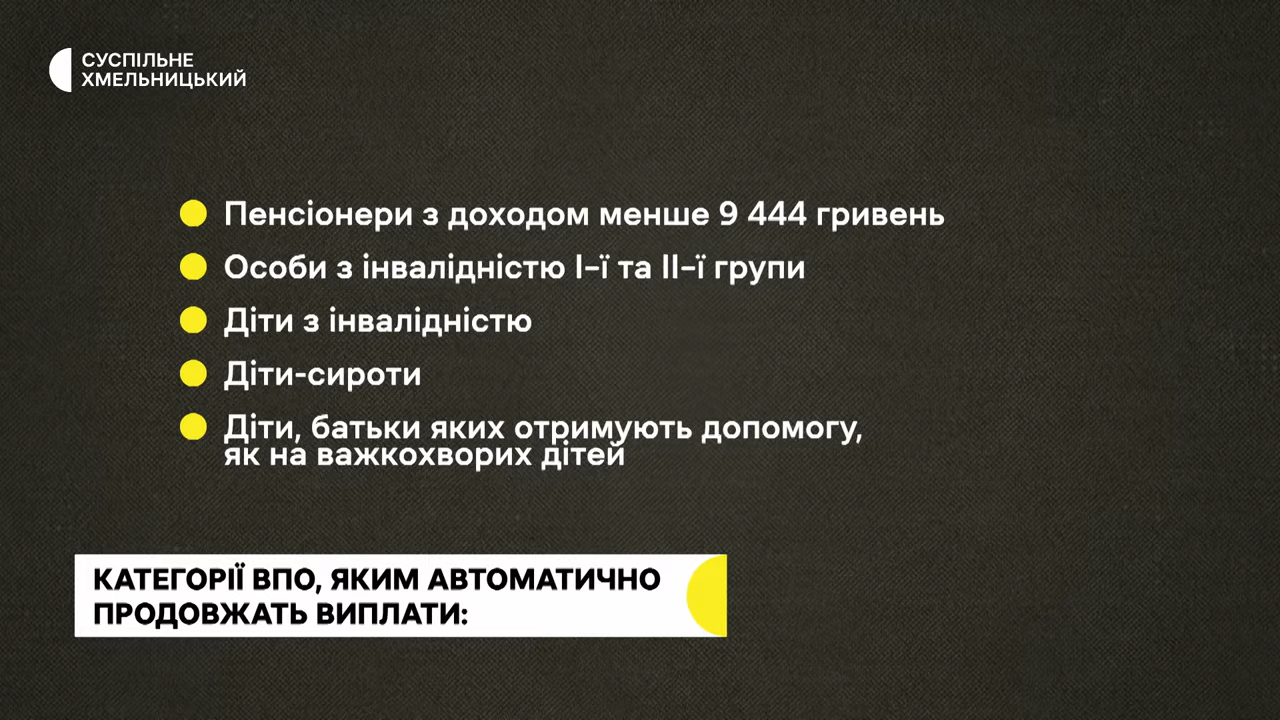 СУСПІЛЬНЕ
ХМЕЛЬНИЦЬКИЙ
Пенсіонери з доходом менше 9 444 гривень
Особи з інвалідністю І-ї та ІІ-ї групи
Діти з інвалідністю
Діти-сироти
Діти, батьки яких отримують допомогу,
як на важкохворих дітей
КАТЕГОРІЇ ВПО, ЯКИМ АВТОМАТИЧНО
ПРОДОВЖАТЬ ВИПЛАТИ: